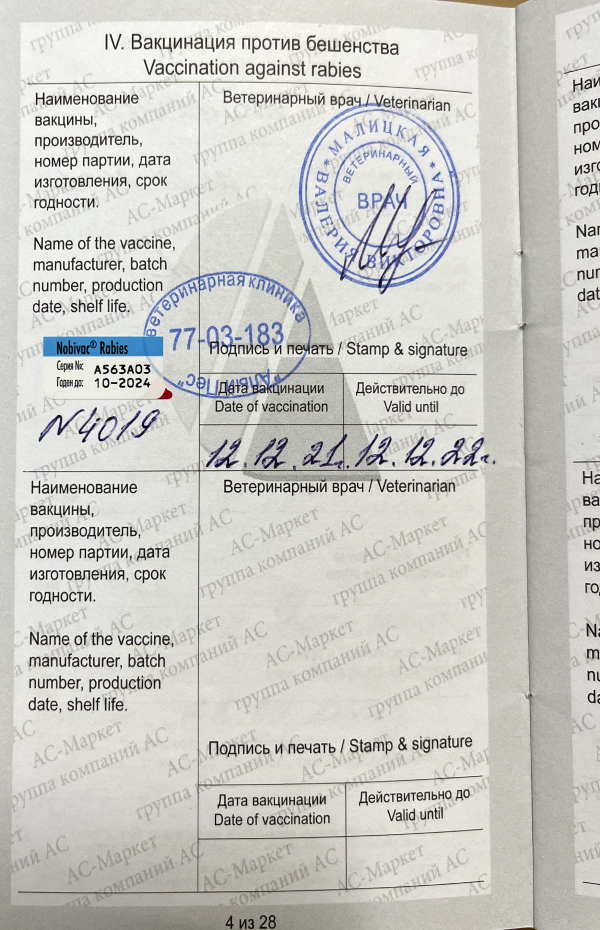 IV. Вакцинация против бешенства
Vaccination against rabies
Наименование
вакцины,
производитель,
номер партии, дата
изготовления, срок
годности.
Name of the vaccine,
manufacturer, batch
number, production
date, shelf life.
Nobivac® Rabies
Серия №: A563A03
Годен до: 10-2024
N4019
Ветеринарный врач / Veterinarian
МАЛИЦКАЯ
ВАЛЕРИЯ ВИКТОРОВНА
ВЕТЕРИНАРНЫЙ
ВРАЧ
ветеринарная клиника
77-03-183
"Алый Пес"
Подпись и печать / Stamp & signature
Дата вакцинации
Date of vaccination
Действительно до
Valid until
12.12.21г. 12.12.22г.
Наименование
вакцины,
производитель,
номер партии, дата
изготовления, срок
годности.
Name of the vaccine,
manufacturer, batch
number, production
date, shelf life.
Ветеринарный врач / Veterinarian
Подпись и печать / Stamp & signature
Дата вакцинации
Date of vaccination
Действительно до
Valid until
АС-Маркет
группа компаний АС
4 из 28